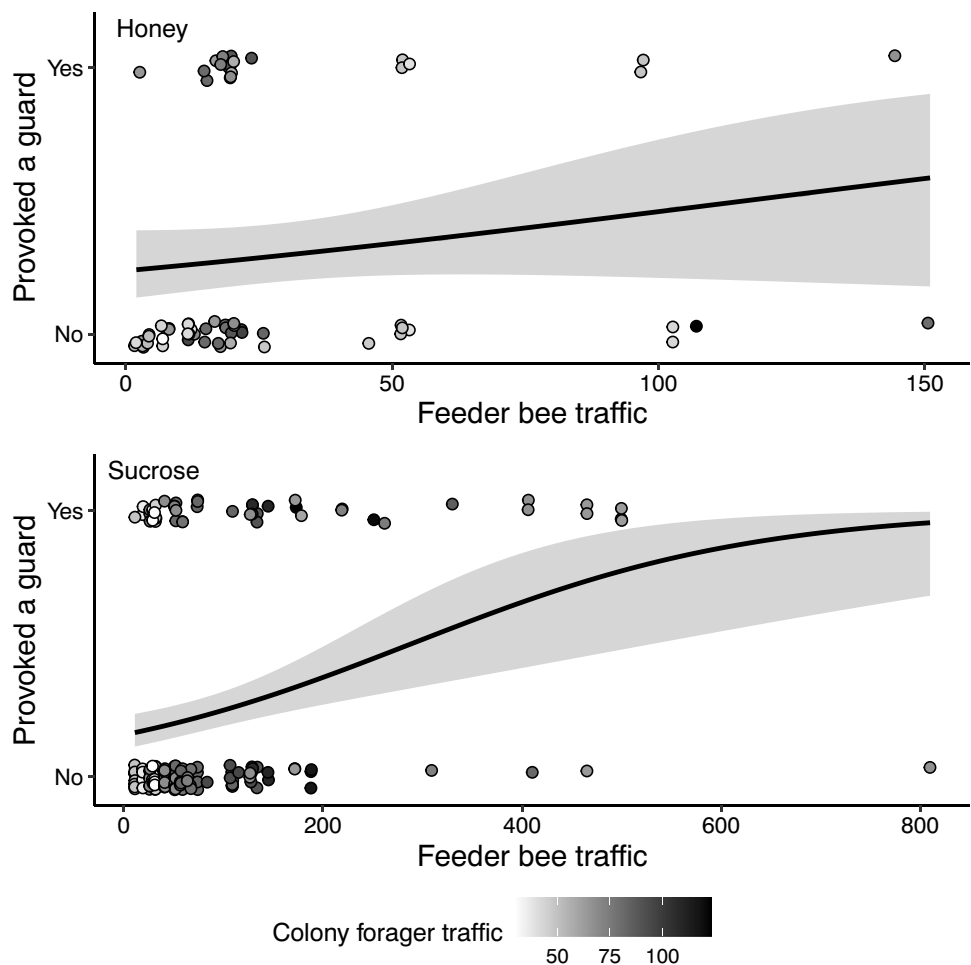 Honey
Provoked a guard
Yes
No
0 50 100 150
Feeder bee traffic
Sucrose
Provoked a guard
Yes
No
0 200 400 600 800
Feeder bee traffic
Colony forager traffic
50 75 100